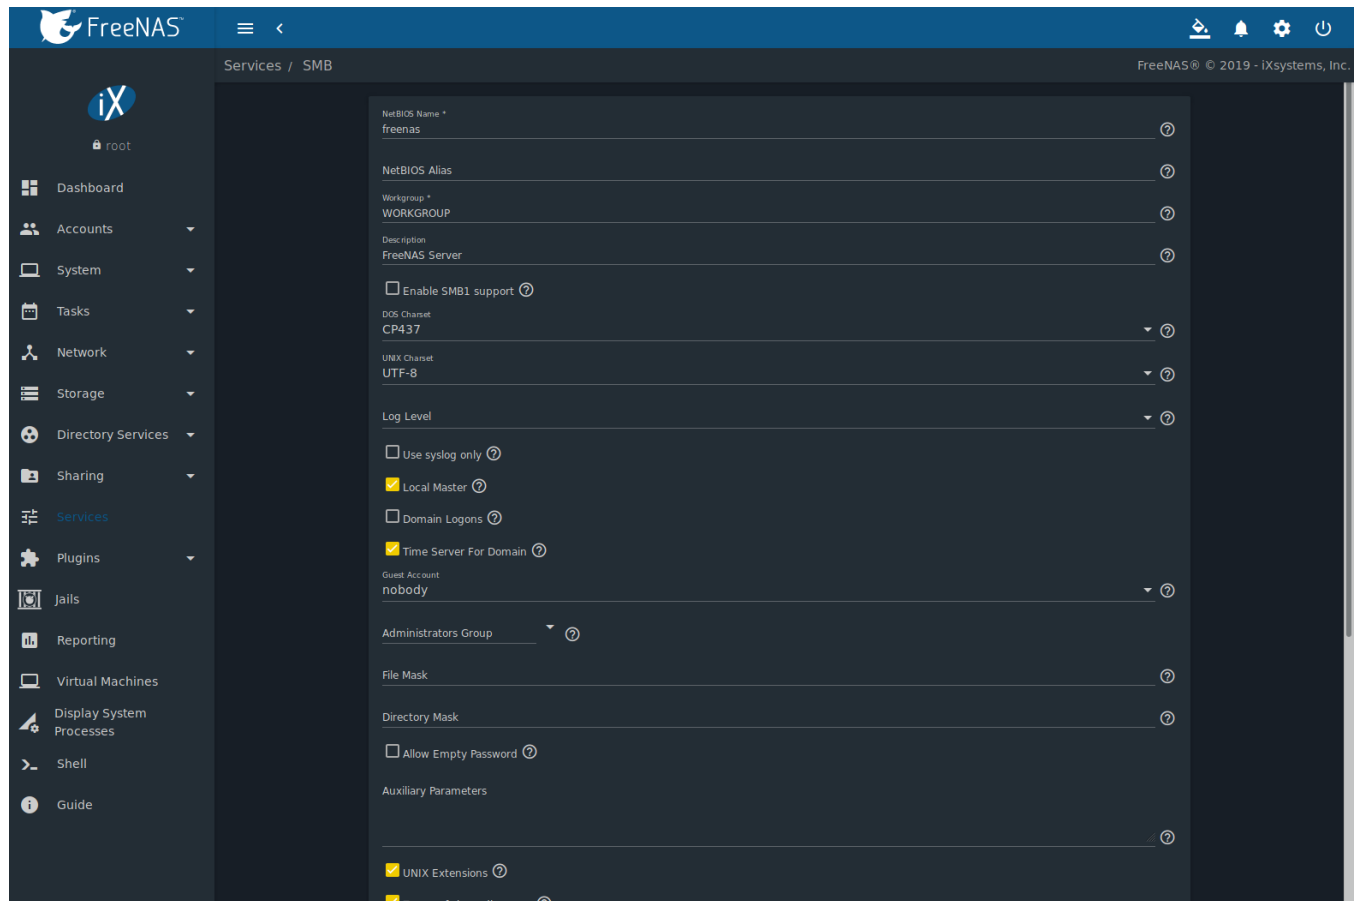 FreeNAS™
Services / SMB
FreeNAS® © 2019 - iXsystems, Inc.
iX
root
Dashboard
Accounts
System
Tasks
Network
Storage
Directory Services
Sharing
Services
Plugins
Jails
Reporting
Virtual Machines
Display System
Processes
Shell
Guide
NetBIOS Name *
freenas
NetBIOS Alias
Workgroup *
WORKGROUP
Description
FreeNAS Server
Enable SMB1 support
DOS Charset
CP437
UNIX Charset
UTF-8
Log Level
Use syslog only
Local Master
Domain Logons
Time Server For Domain
Guest Account
nobody
Administrators Group
File Mask
Directory Mask
Allow Empty Password
Auxiliary Parameters
UNIX Extensions